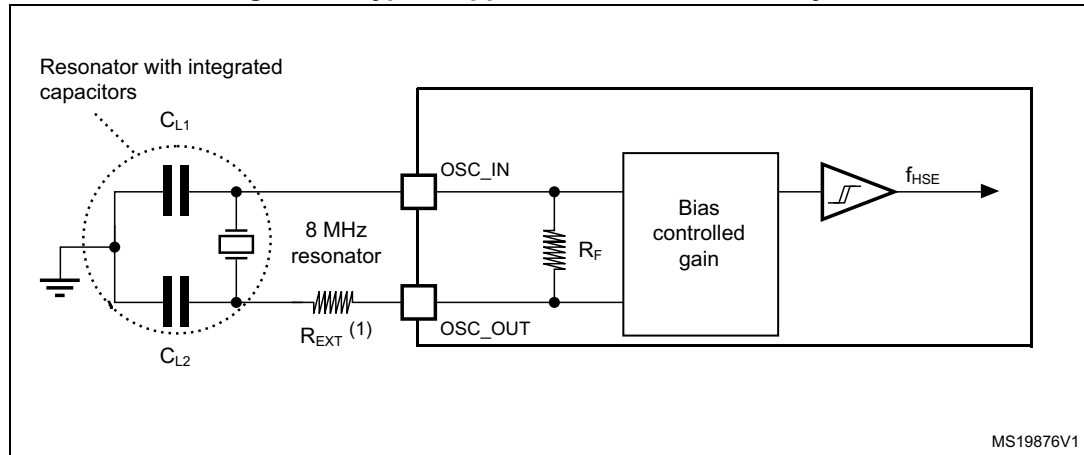 Resonator with integrated
capacitors
CL1
OSC_IN
fHSE
8 MHz
resonator
RF
Bias
controlled
gain
REXT (1)
OSC_OUT
CL2
MS19876V1